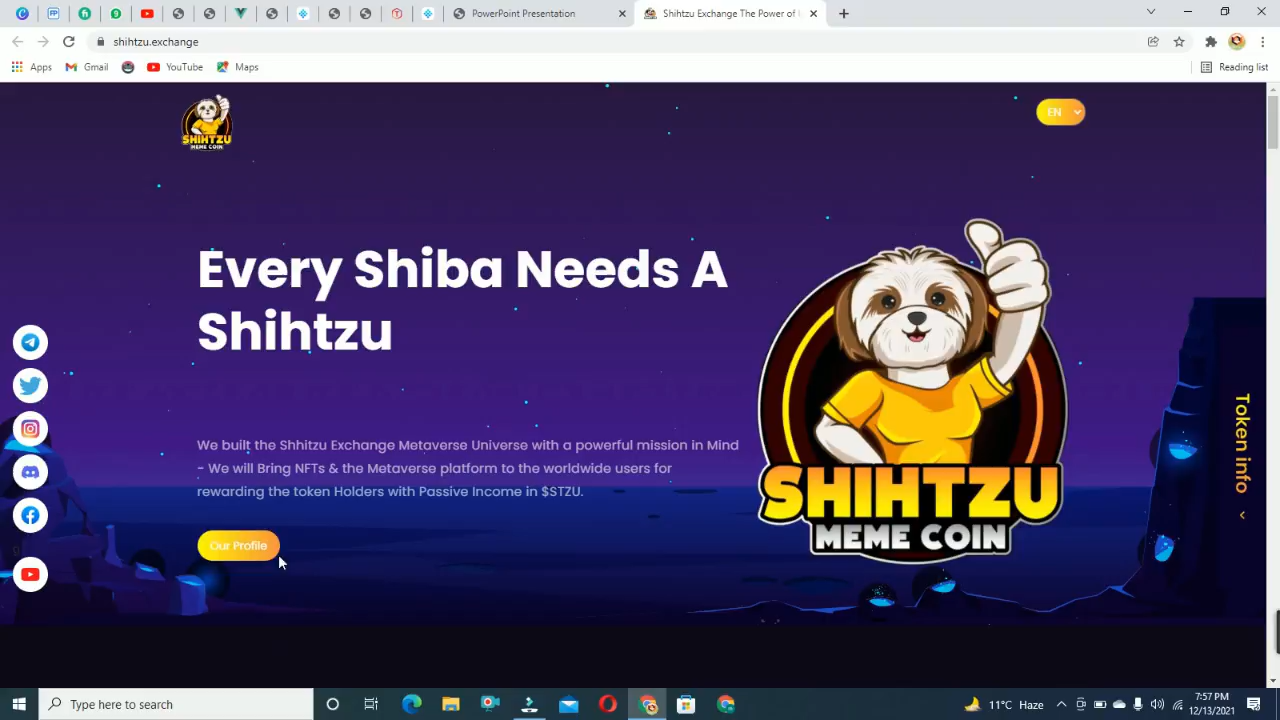 PowerPoint Presentation
Shihtzu Exchange The Power of
shihtzu.exchange
Apps
Gmail
YouTube
Maps
Reading list
SHIHTZU
MEME COIN
EN
Every Shiba Needs A
Shihtzu
We built the Shhitzu Exchange Metaverse Universe with a powerful mission in Mind
- We will Bring NFTs & the Metaverse platform to the worldwide users for
rewarding the token Holders with Passive Income in $STZU.
Our Profile
SHIHTZU
MEME COIN
Token info
Type here to search
11°C Haze
7:57 PM
12/13/2021